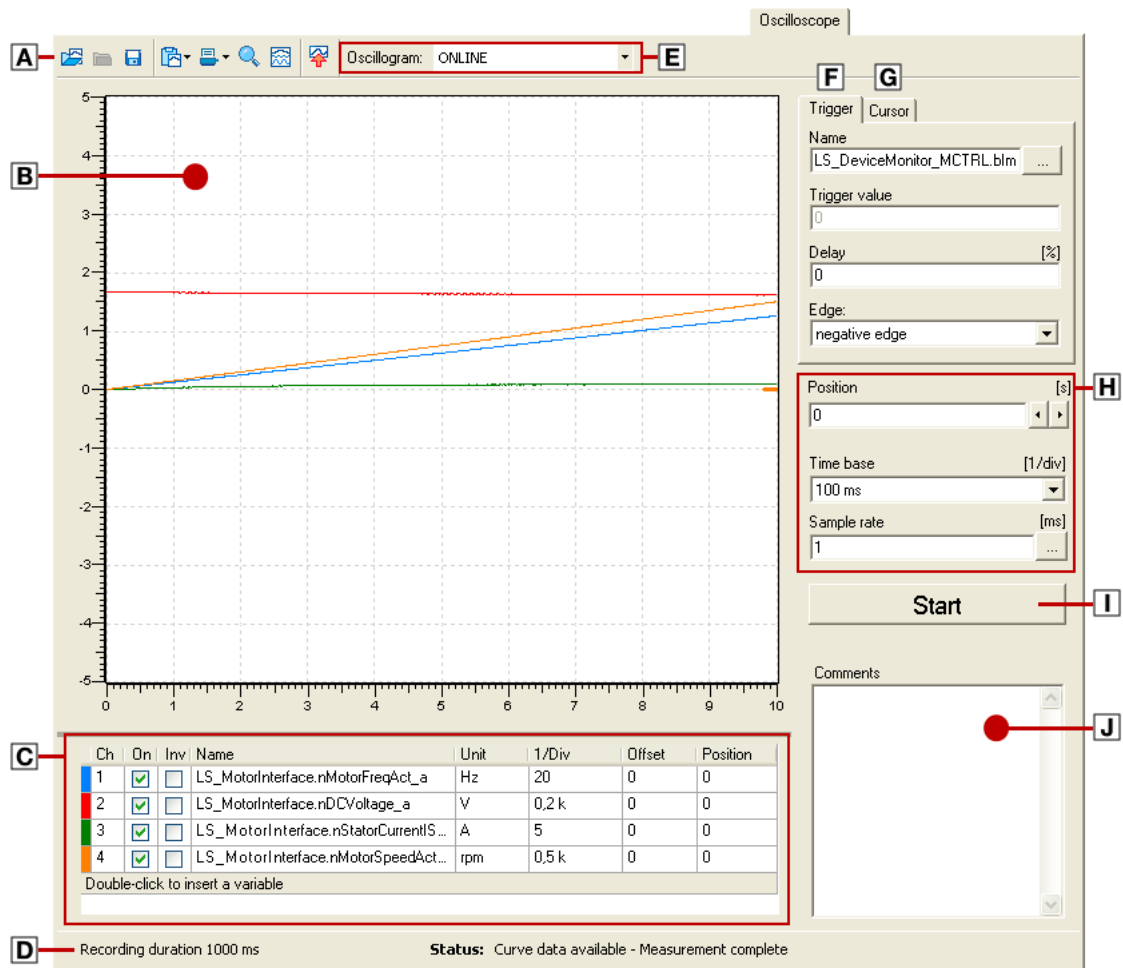 Oscilloscope
A
Oscillogram: ONLINE
E
F
G
B
5
4
3
2
1
0
-1
-2
-3
-4
-5
0 1 2 3 4 5 6 7 8 9 10
Trigger Cursor
Name
LS_DeviceMonitor_MCTRL.blm ...
Trigger value
0
Delay [%]
0
Edge:
negative edge
Position [s]
H
0
Time base [1/div]
100 ms
Sample rate [ms]
1 ...
Start
I
Comments
J
C
Ch On Inv Name Unit 1/Div Offset Position
1 LS_MotorInterface.nMotorFreqAct_a Hz 20 0 0
2 LS_MotorInterface.nDCVoltage_a V 0,2 k 0 0
3 LS_MotorInterface.nStatorCurrentIS... A 5 0 0
4 LS_MotorInterface.nMotorSpeedAct... rpm 0,5 k 0 0
Double-click to insert a variable
D
Recording duration 1000 ms
Status: Curve data available - Measurement complete